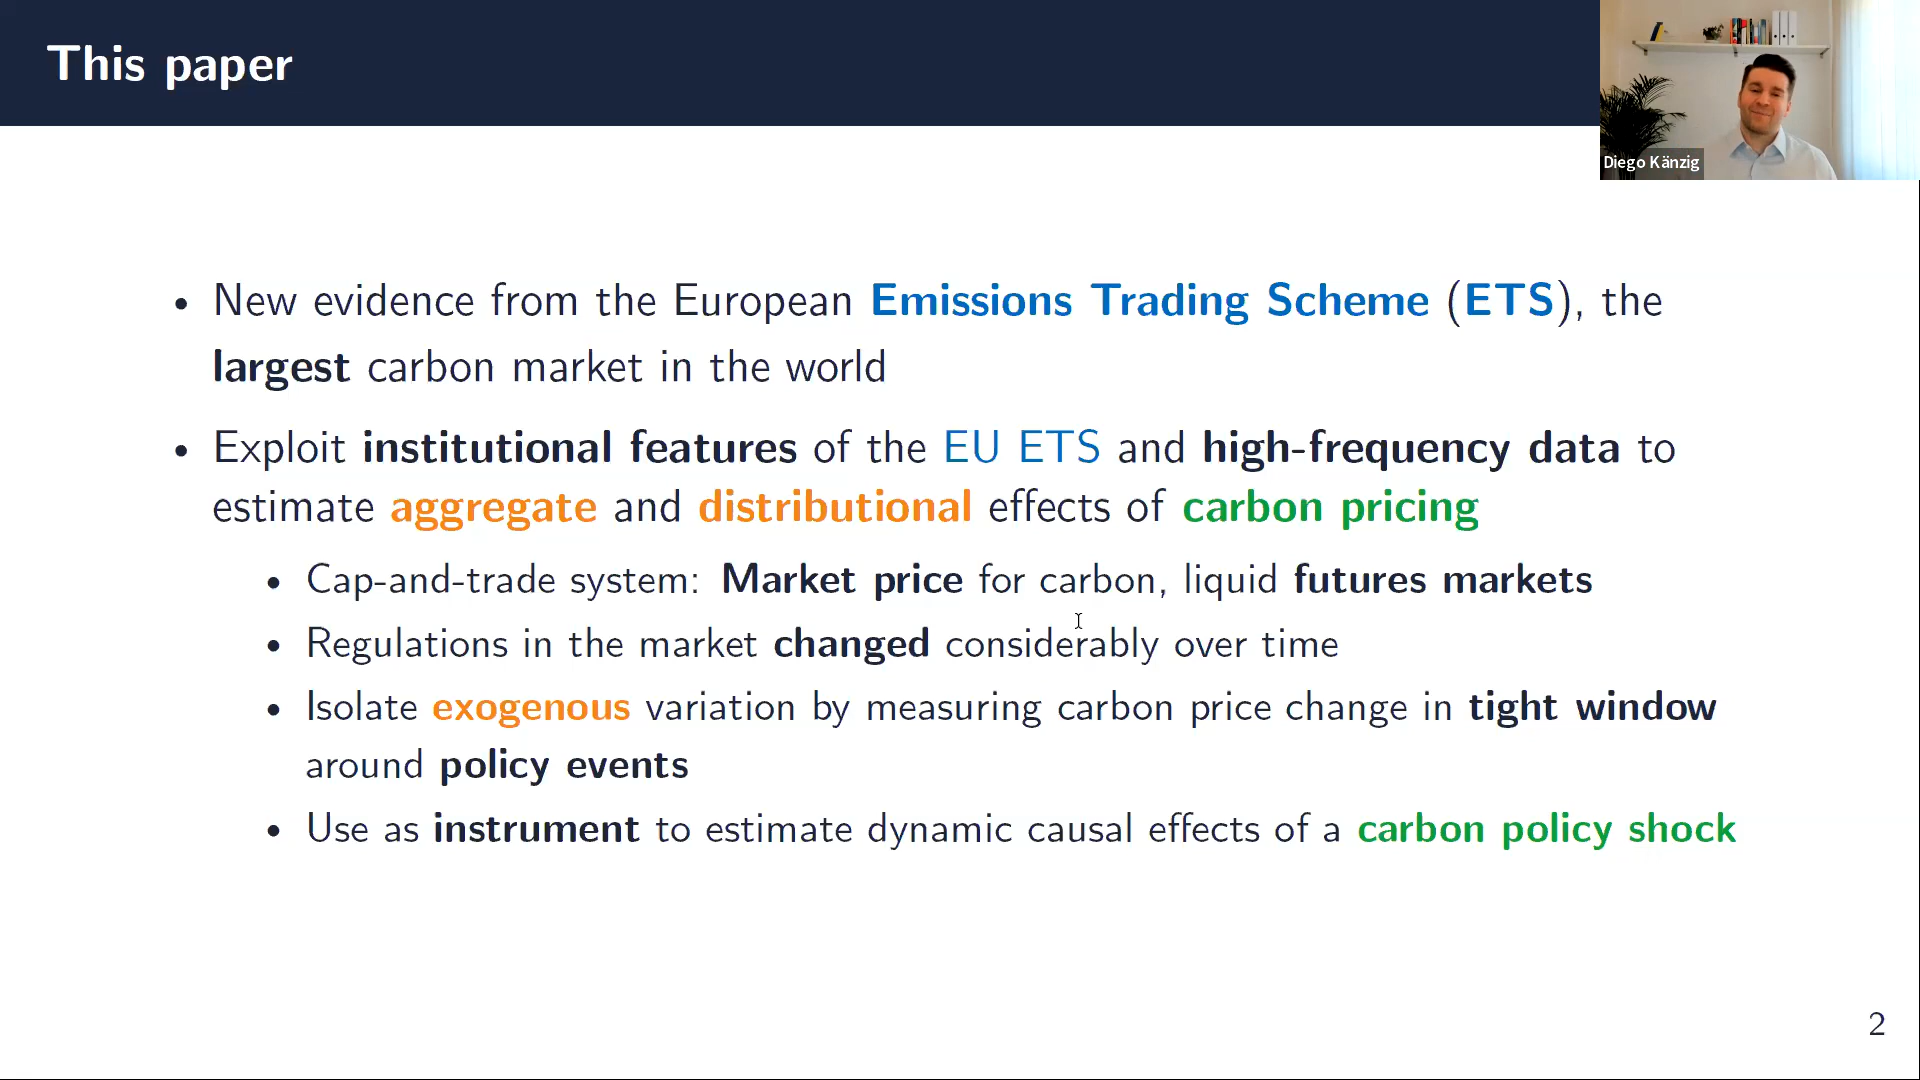 This paper
Diego Känzig
• New evidence from the European Emissions Trading Scheme (ETS), the
largest carbon market in the world
• Exploit institutional features of the EU ETS and high-frequency data to
estimate aggregate and distributional effects of carbon pricing
• Cap-and-trade system: Market price for carbon, liquid futures markets
• Regulations in the market changed considerably over time
• Isolate exogenous variation by measuring carbon price change in tight window
around policy events
• Use as instrument to estimate dynamic causal effects of a carbon policy shock
2